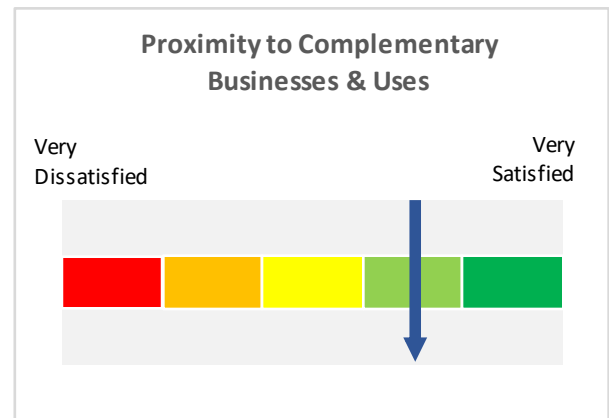 Proximity to Complementary
Businesses & Uses
Very
Dissatisfied
Very
Satisfied